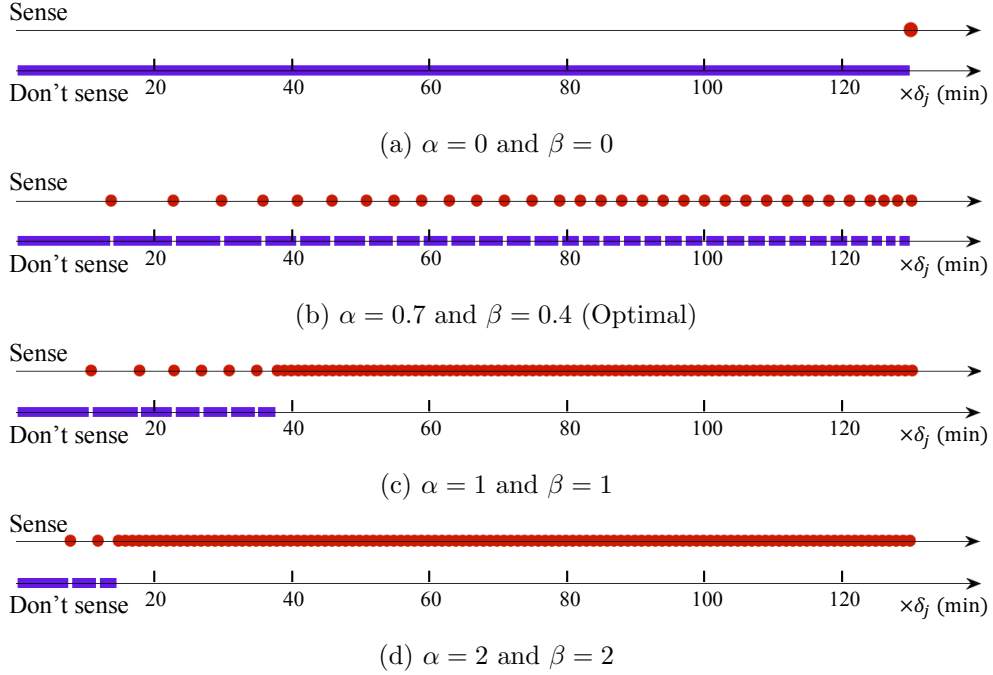 Sense
Don't sense 20 40 60 80 100 120 ×δⱼ (min)
(a) α = 0 and β = 0
Sense
Don't sense 20 40 60 80 100 120 ×δⱼ (min)
(b) α = 0.7 and β = 0.4 (Optimal)
Sense
Don't sense 20 40 60 80 100 120 ×δⱼ (min)
(c) α = 1 and β = 1
Sense
Don't sense 20 40 60 80 100 120 ×δⱼ (min)
(d) α = 2 and β = 2